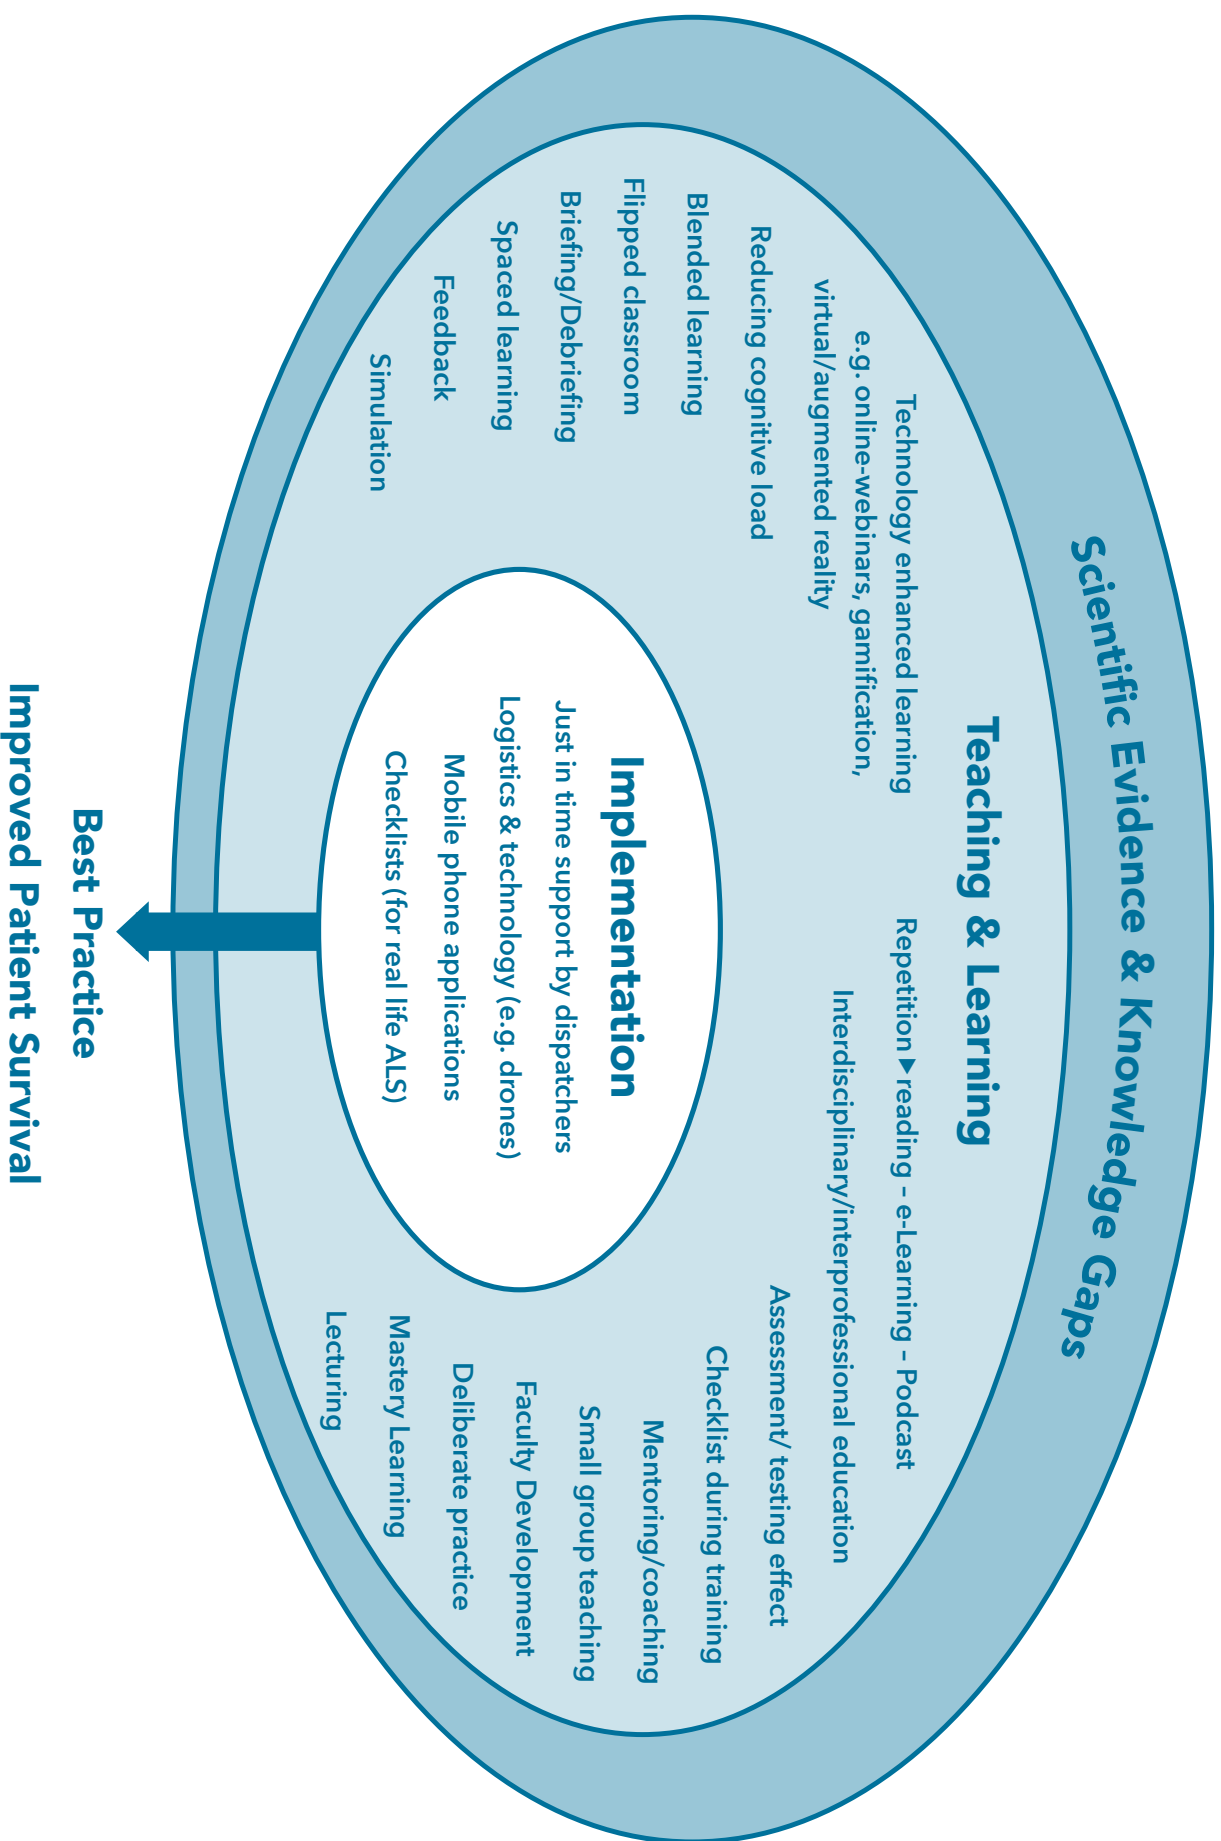 Scientific Evidence & Knowledge Gaps
Teaching & Learning
Technology enhanced learning
e.g. online-webinars, gamification,
virtual/augmented reality
Reducing cognitive load
Blended learning
Flipped classroom
Briefing/Debriefing
Spaced learning
Feedback
Simulation
Repetition ▶ reading – e-Learning – Podcast
Interdisciplinary/interprofessional education
Assessment/ testing effect
Checklist during training
Mentoring/coaching
Small group teaching
Faculty Development
Deliberate practice
Mastery Learning
Lecturing
Implementation
Just in time support by dispatchers
Logistics & technology (e.g. drones)
Mobile phone applications
Checklists (for real life ALS)
Best Practice
Improved Patient Survival